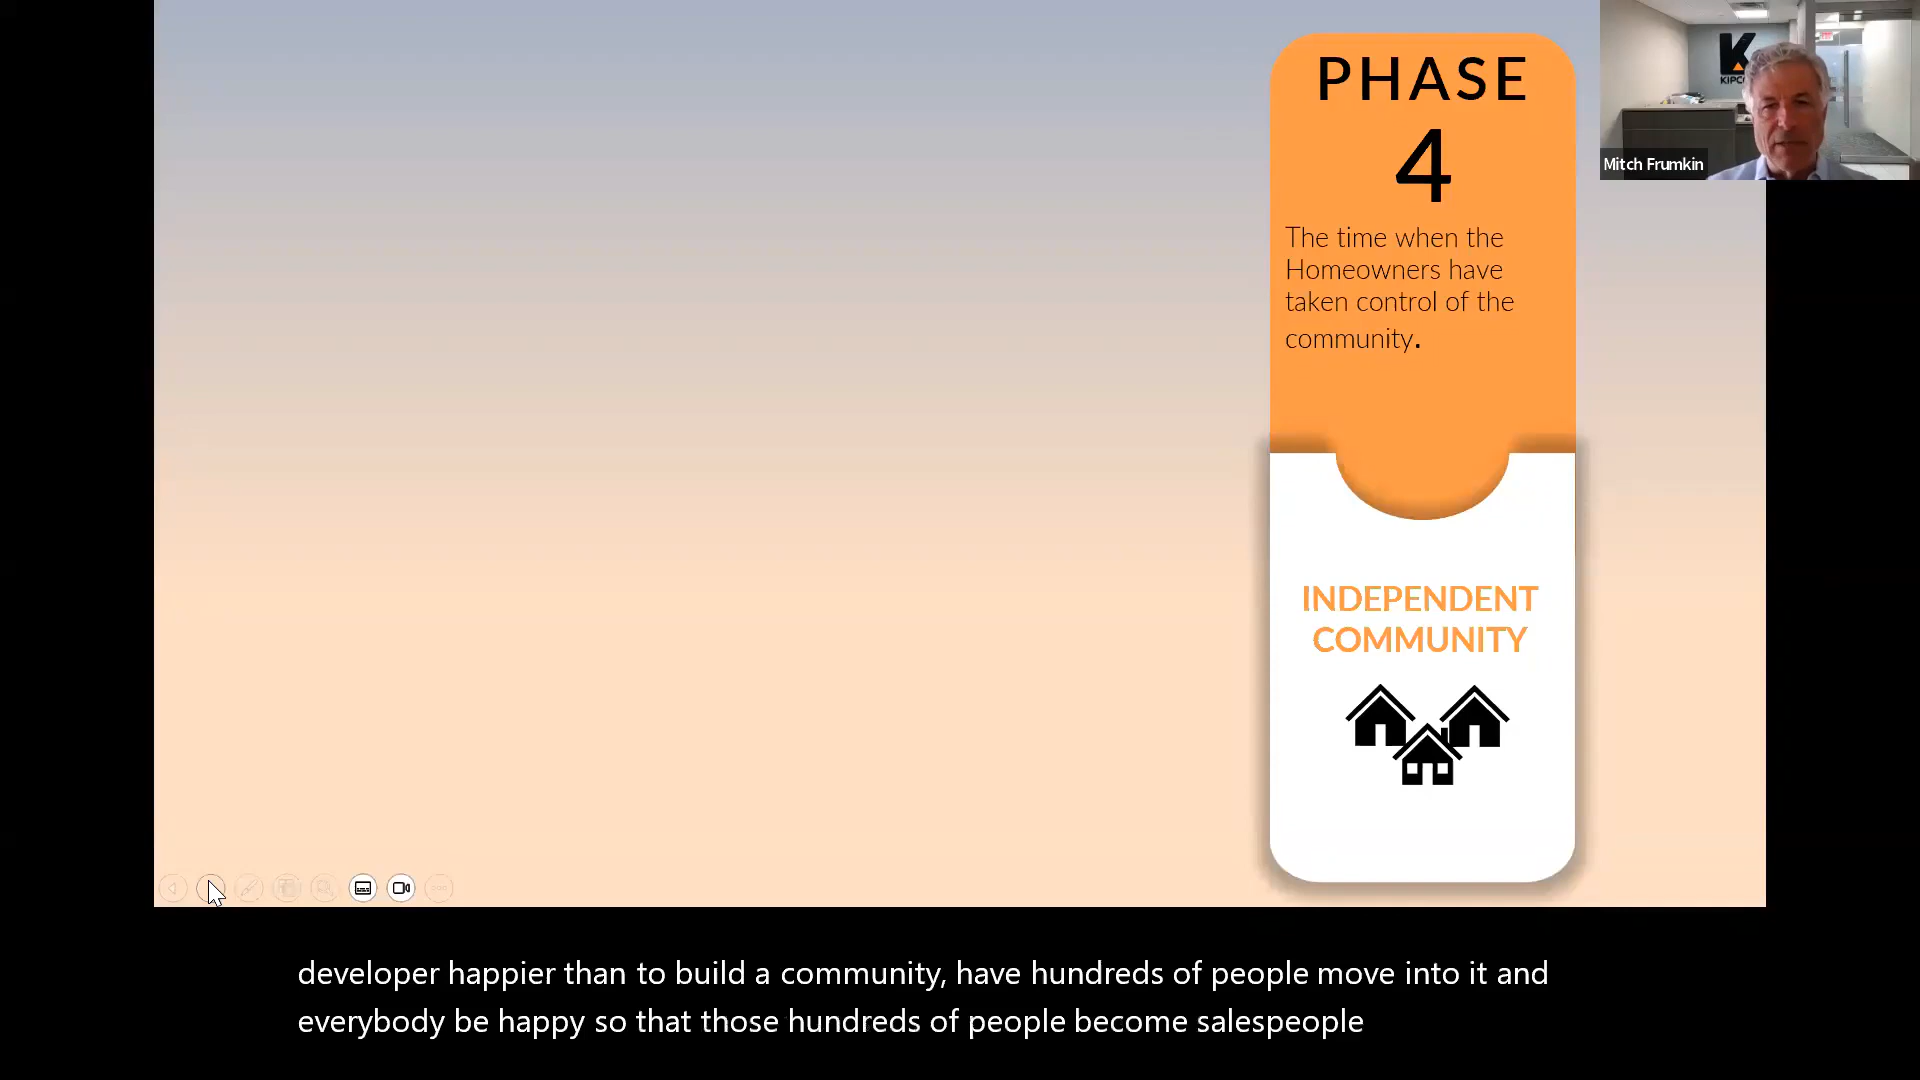 PHASE
4
The time when the
Homeowners have
taken control of the
community.
INDEPENDENT
COMMUNITY
Mitch Frumkin
developer happier than to build a community, have hundreds of people move into it and
everybody be happy so that those hundreds of people become salespeople